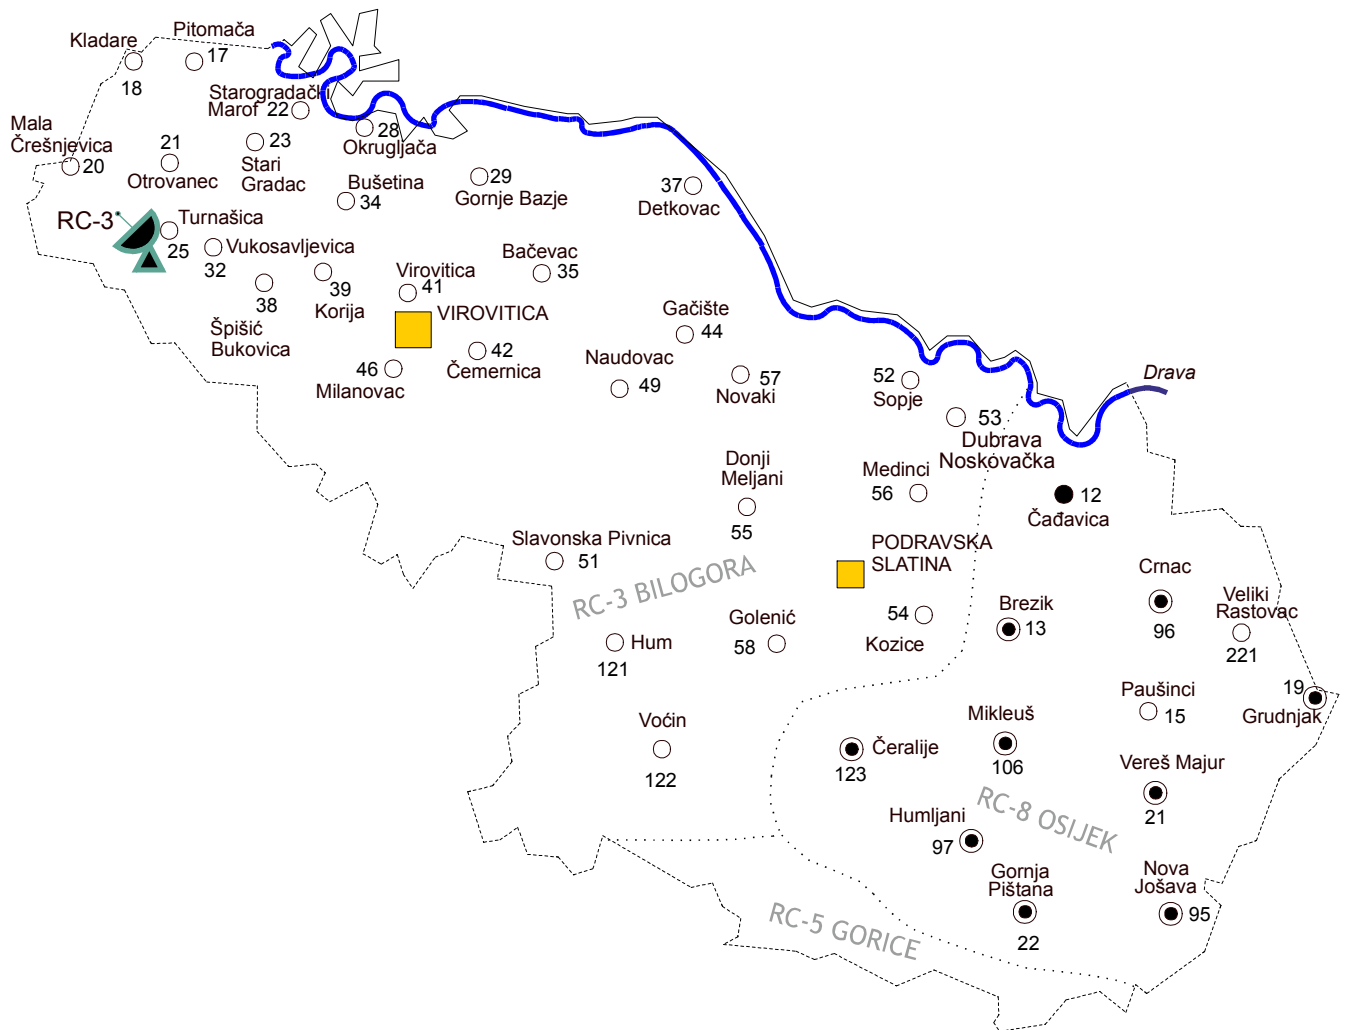 Pitomača
17
Kladare
18
Starogradački
Marof 22
Mala
Črešnjevica
20
21
Otrovanec
23
Stari
Gradac
28
Okrugljača
Bušetina
34
29
Gornje Bazje
37
Detkovac
RC-3
Turnašica
25
Vukosavljevica
32
38
Špišić
Bukovica
39
Korija
Virovitica
41
VIROVITICA
Bačevac
35
42
Čemernica
46
Milanovac
Gačište
44
Naudovac
49
57
Novaki
52
Sopje
Drava
53
Dubrava
Noskovačka
Donji
Meljani
55
Medinci
56
12
Čađavica
Slavonska Pivnica
51
PODRAVSKA
SLATINA
RC-3 BILOGORA
Crnac
96
Veliki
Rastovac
221
Brezik
13
Golenić
58
54
Kozice
Hum
121
Paušinci
15
19
Grudnjak
Voćin
122
Čeralije
123
Mikleuš
106
Vereš Majur
21
RC-8 OSIJEK
Humljani
97
Gornja
Pištana
22
Nova
Jošava
95
RC-5 GORICE